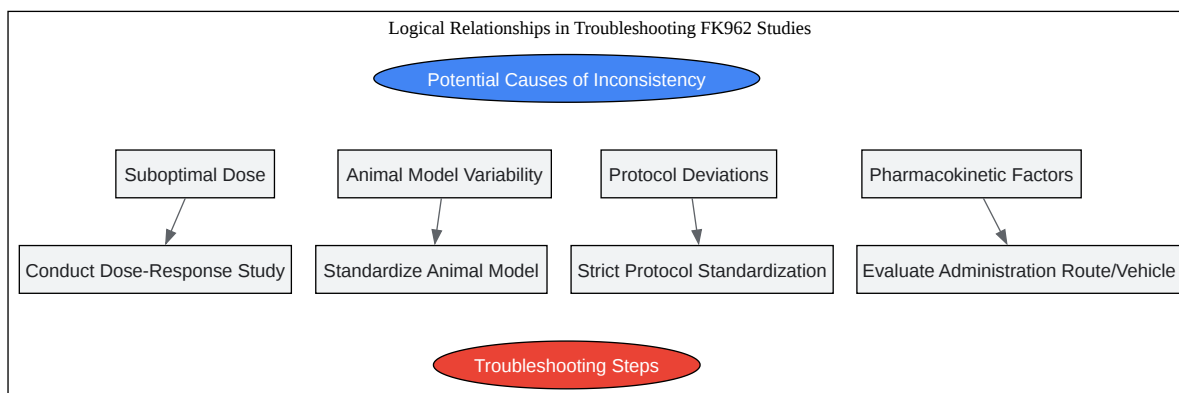 Logical Relationships in Troubleshooting FK962 Studies
Potential Causes of Inconsistency
Suboptimal Dose
Animal Model Variability
Protocol Deviations
Pharmacokinetic Factors
Conduct Dose-Response Study
Standardize Animal Model
Strict Protocol Standardization
Evaluate Administration Route/Vehicle
Troubleshooting Steps